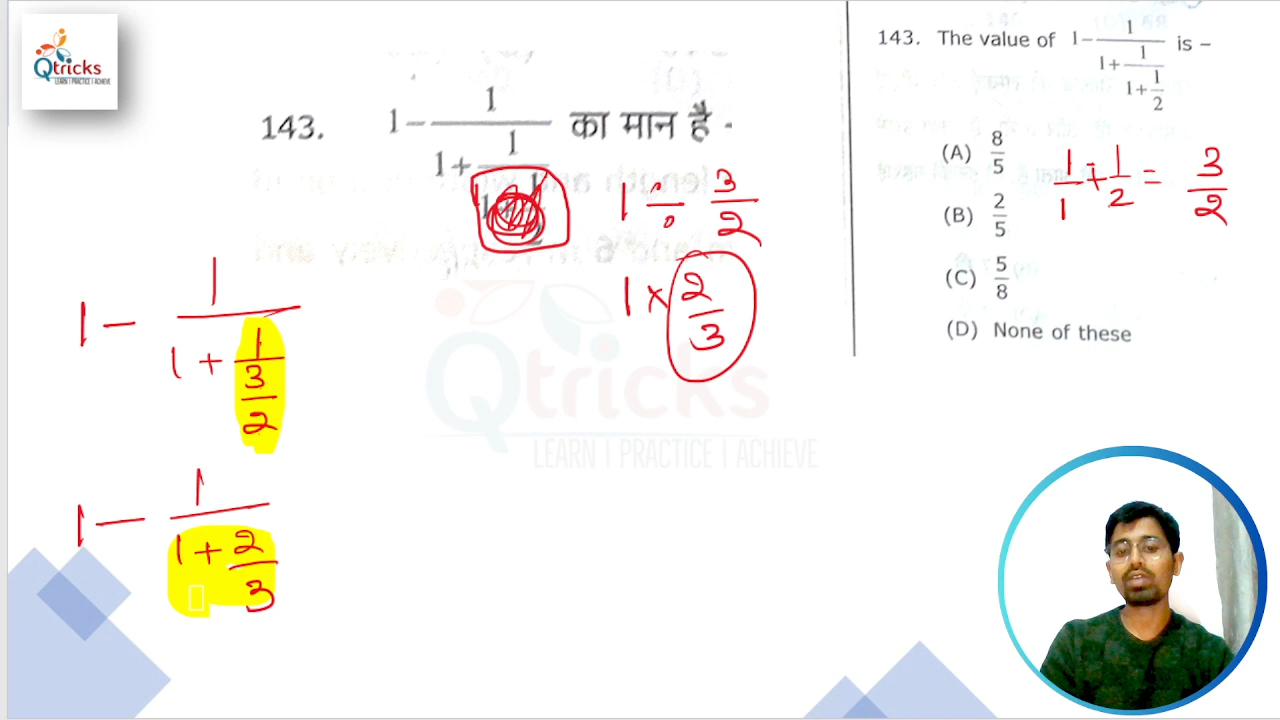 Qtricks
LEARN | PRACTICE | ACHIEVE
143. 1 - 1/(1 + 1/ का मान है -
143. The value of 1 - 1/(1 + 1/(1 + 1/2)) is –
(A) 8/5
(B) 2/5
(C) 5/8
(D) None of these
1/1 + 1/2 = 3/2
1 ÷ 3/2
1 × 2/3
1 - 1/(1 + 1/(3/2))
1 - 1/(1 + 2/3)
Qtricks
LEARN | PRACTICE | ACHIEVE